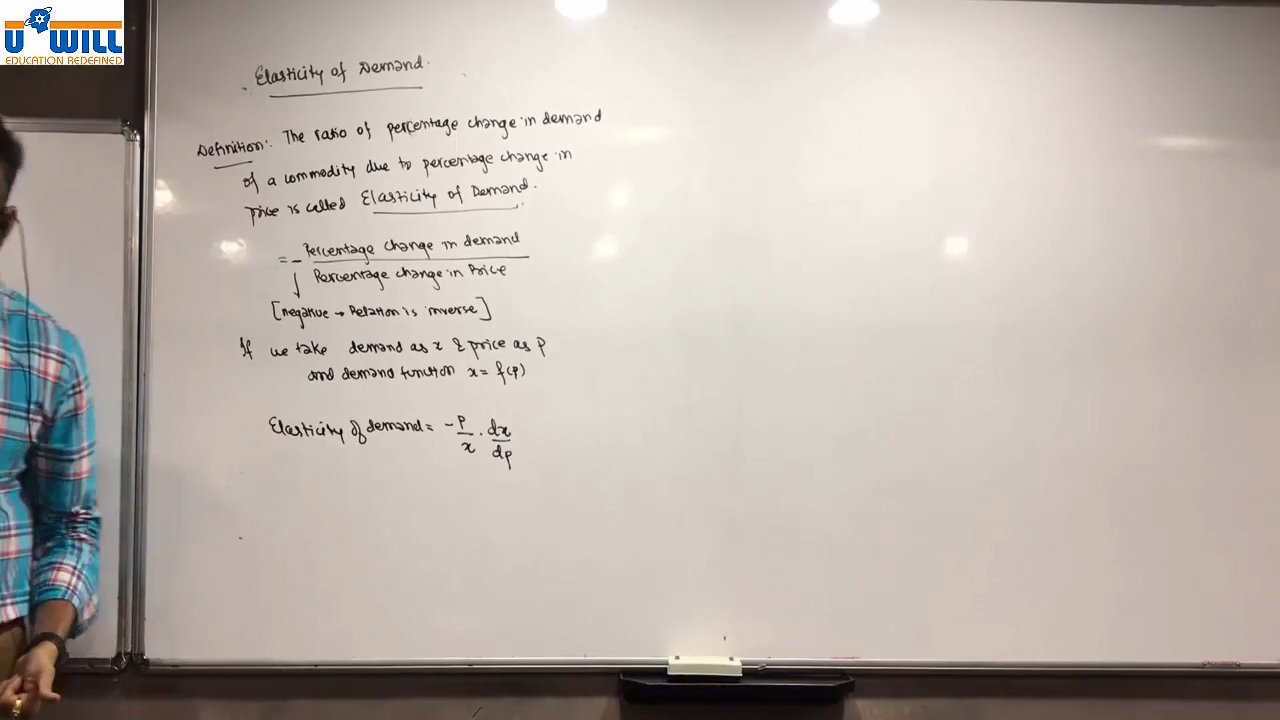 U WILL
EDUCATION REDEFINED
Elasticity of Demand.
Definition:. The ratio of percentage change in demand
of a commodity due to percentage change in
price is called Elasticity of Demand.
= - Percentage change in demand
Percentage change in Price
[negative → Relation is inverse]
If we take demand as x & price as p
and demand function x = f(p)
Elasticity of demand = -p/x . dx/dp